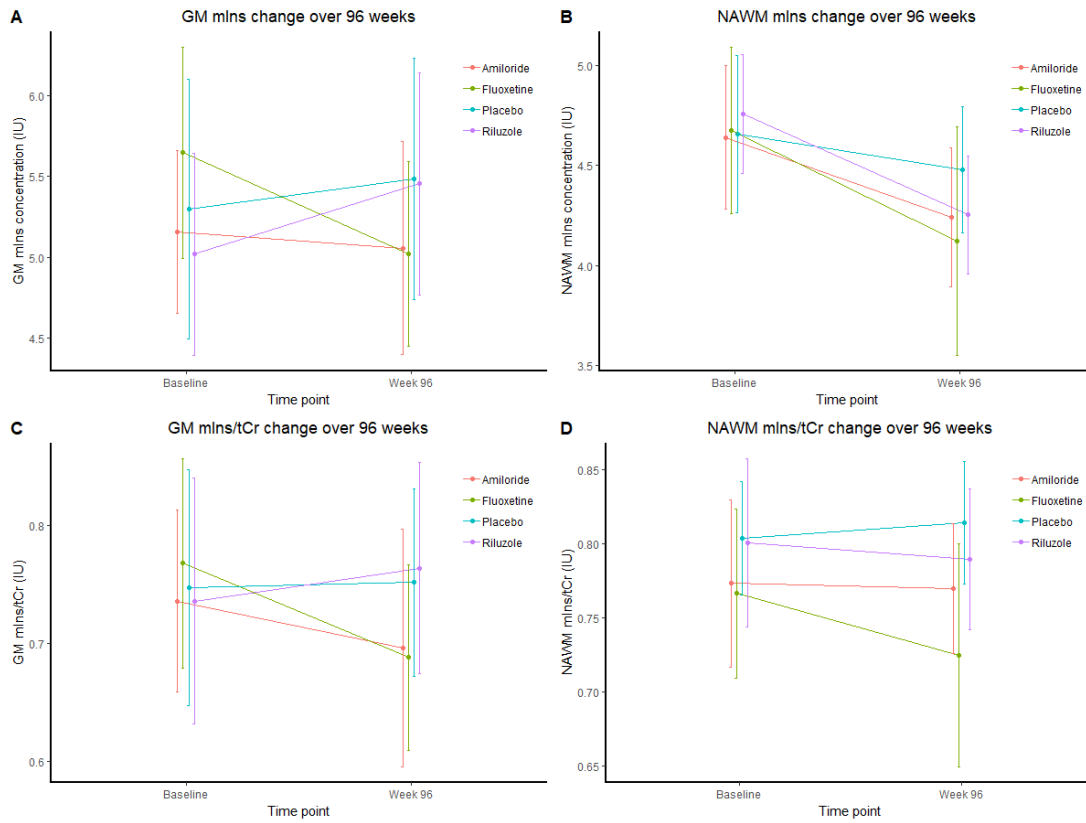 A
GM mIns change over 96 weeks
GM mIns concentration (IU)
6.0
5.5
5.0
4.5
Amiloride
Fluoxetine
Placebo
Riluzole
Baseline
Week 96
Time point
B
NAWM mIns change over 96 weeks
NAWM mIns concentration (IU)
5.0
4.5
4.0
3.5
Amiloride
Fluoxetine
Placebo
Riluzole
Baseline
Week 96
Time point
C
GM mIns/tCr change over 96 weeks
GM mIns/tCr (IU)
0.8
0.7
0.6
Amiloride
Fluoxetine
Placebo
Riluzole
Baseline
Week 96
Time point
D
NAWM mIns/tCr change over 96 weeks
NAWM mIns/tCr (IU)
0.85
0.80
0.75
0.70
0.65
Amiloride
Fluoxetine
Placebo
Riluzole
Baseline
Week 96
Time point